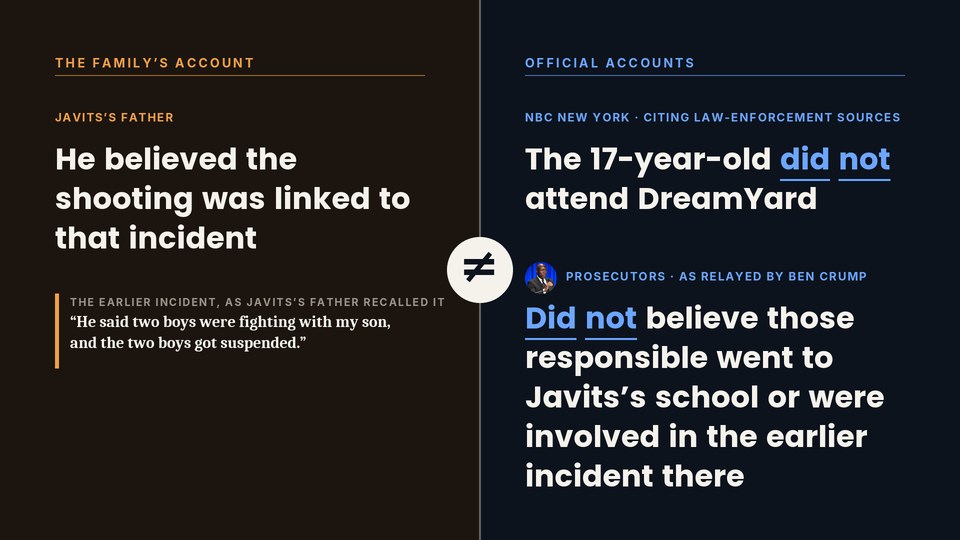 THE FAMILY’S ACCOUNT
JAVITS’S FATHER
He believed the
shooting was linked to
that incident
THE EARLIER INCIDENT, AS JAVITS’S FATHER RECALLED IT
“He said two boys were fighting with my son,
and the two boys got suspended.”
≠
OFFICIAL ACCOUNTS
NBC NEW YORK · CITING LAW-ENFORCEMENT SOURCES
The 17-year-old did not
attend DreamYard
PROSECUTORS · AS RELAYED BY BEN CRUMP
Did not believe those
responsible went to
Javits’s school or were
involved in the earlier
incident there